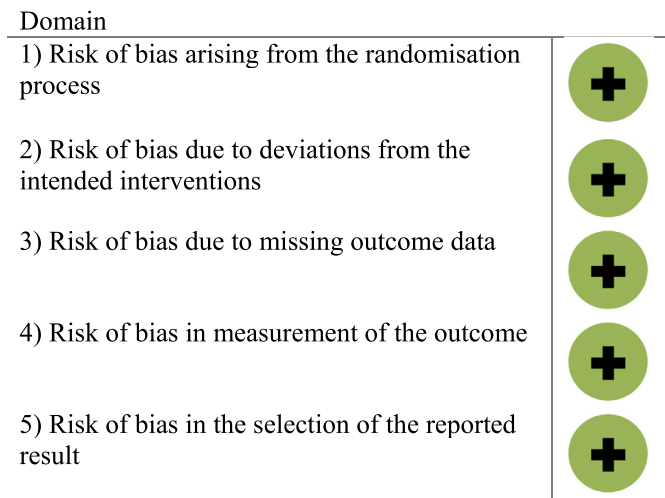 Domain
1) Risk of bias arising from the randomisation
process
2) Risk of bias due to deviations from the
intended interventions
3) Risk of bias due to missing outcome data
4) Risk of bias in measurement of the outcome
5) Risk of bias in the selection of the reported
result